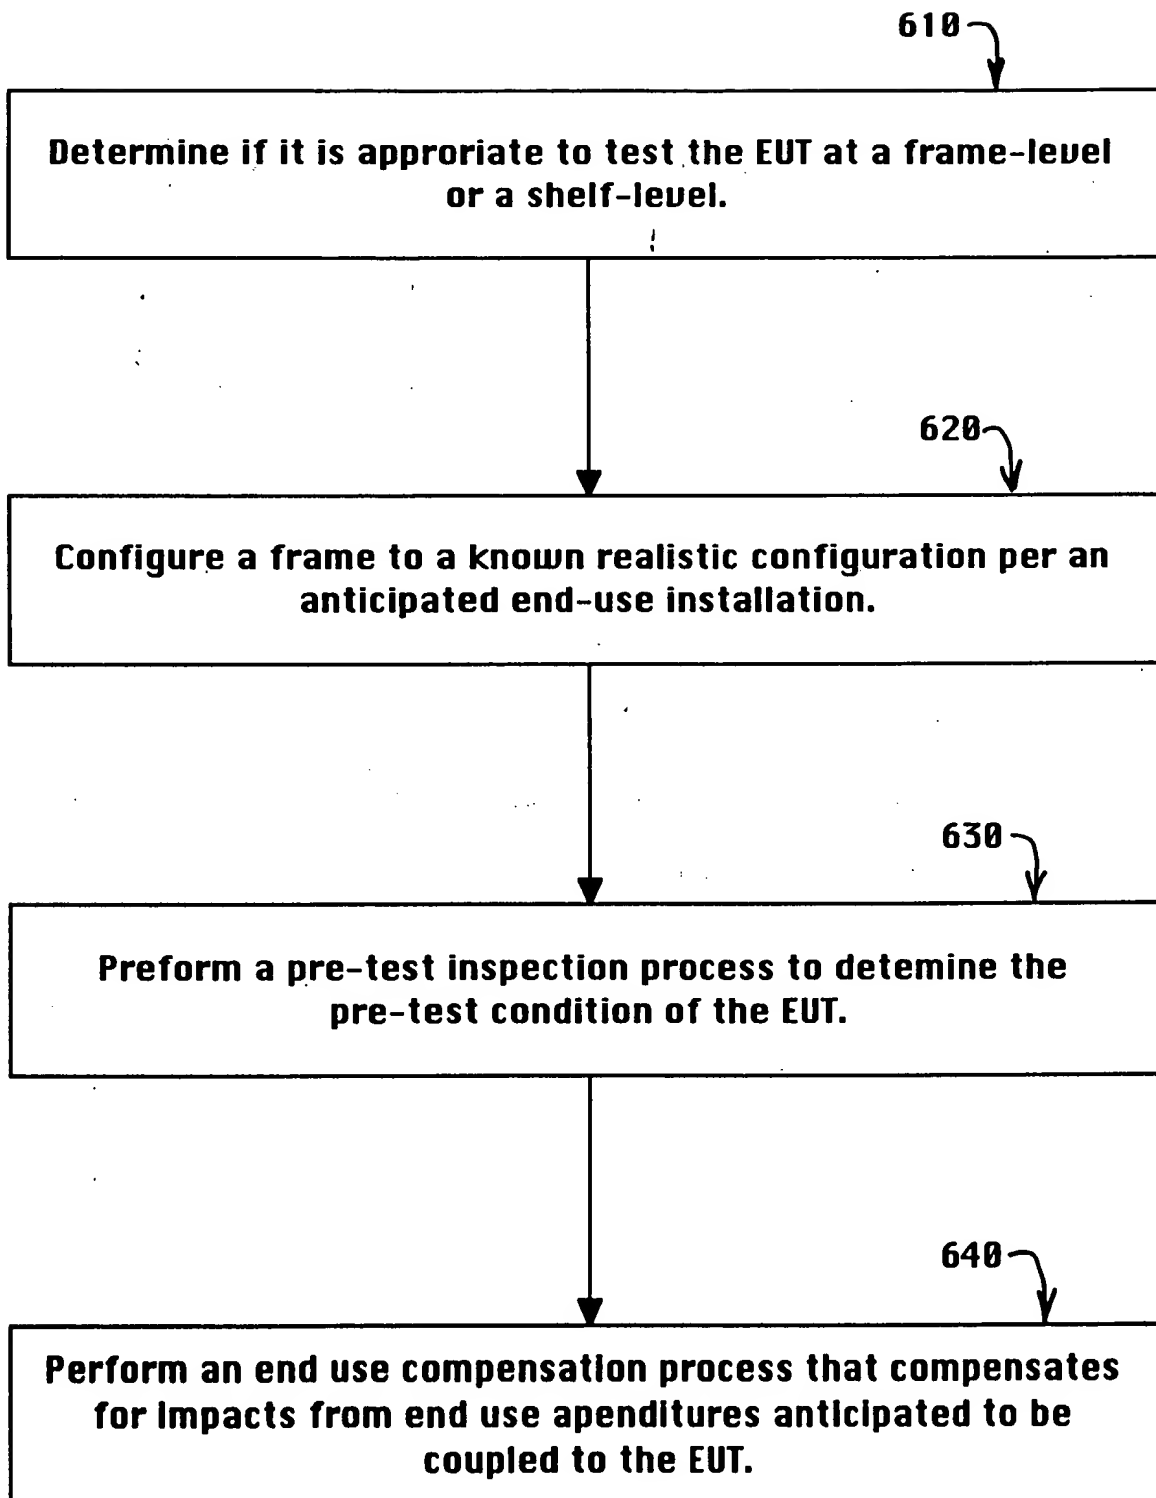 610
Determine if it is approriate to test the EUT at a frame-level
or a shelf-level.
620
Configure a frame to a known realistic configuration per an
anticipated end-use installation.
630
Preform a pre-test inspection process to detemine the
pre-test condition of the EUT.
640
Perform an end use compensation process that compensates
for impacts from end use apenditures anticipated to be
coupled to the EUT.